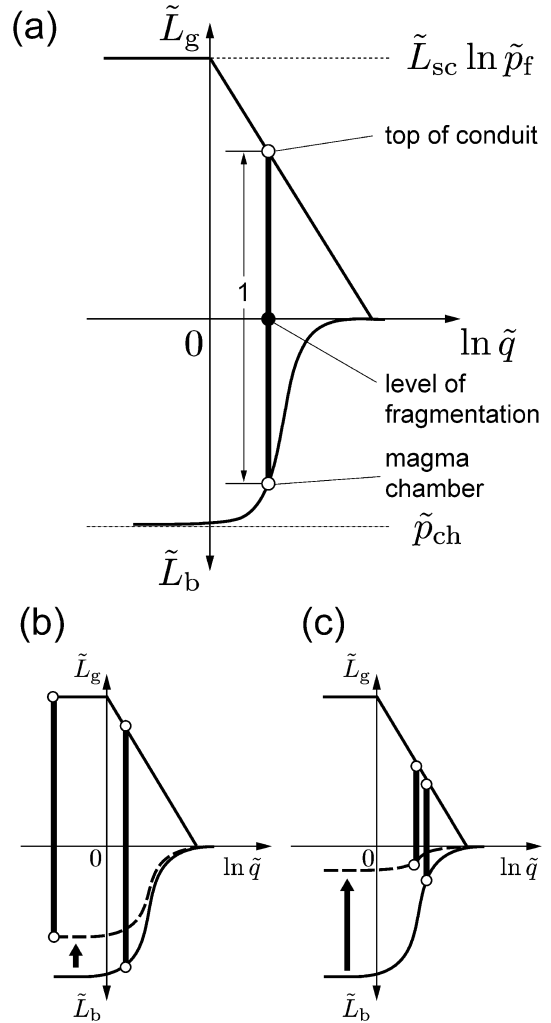 (a)
L̃g
L̃sc ln p̃f
top of conduit
1
0
ln q̃
level of
fragmentation
magma
chamber
p̃ch
L̃b
(b)
L̃g
0
ln q̃
L̃b
(c)
L̃g
0
ln q̃
L̃b